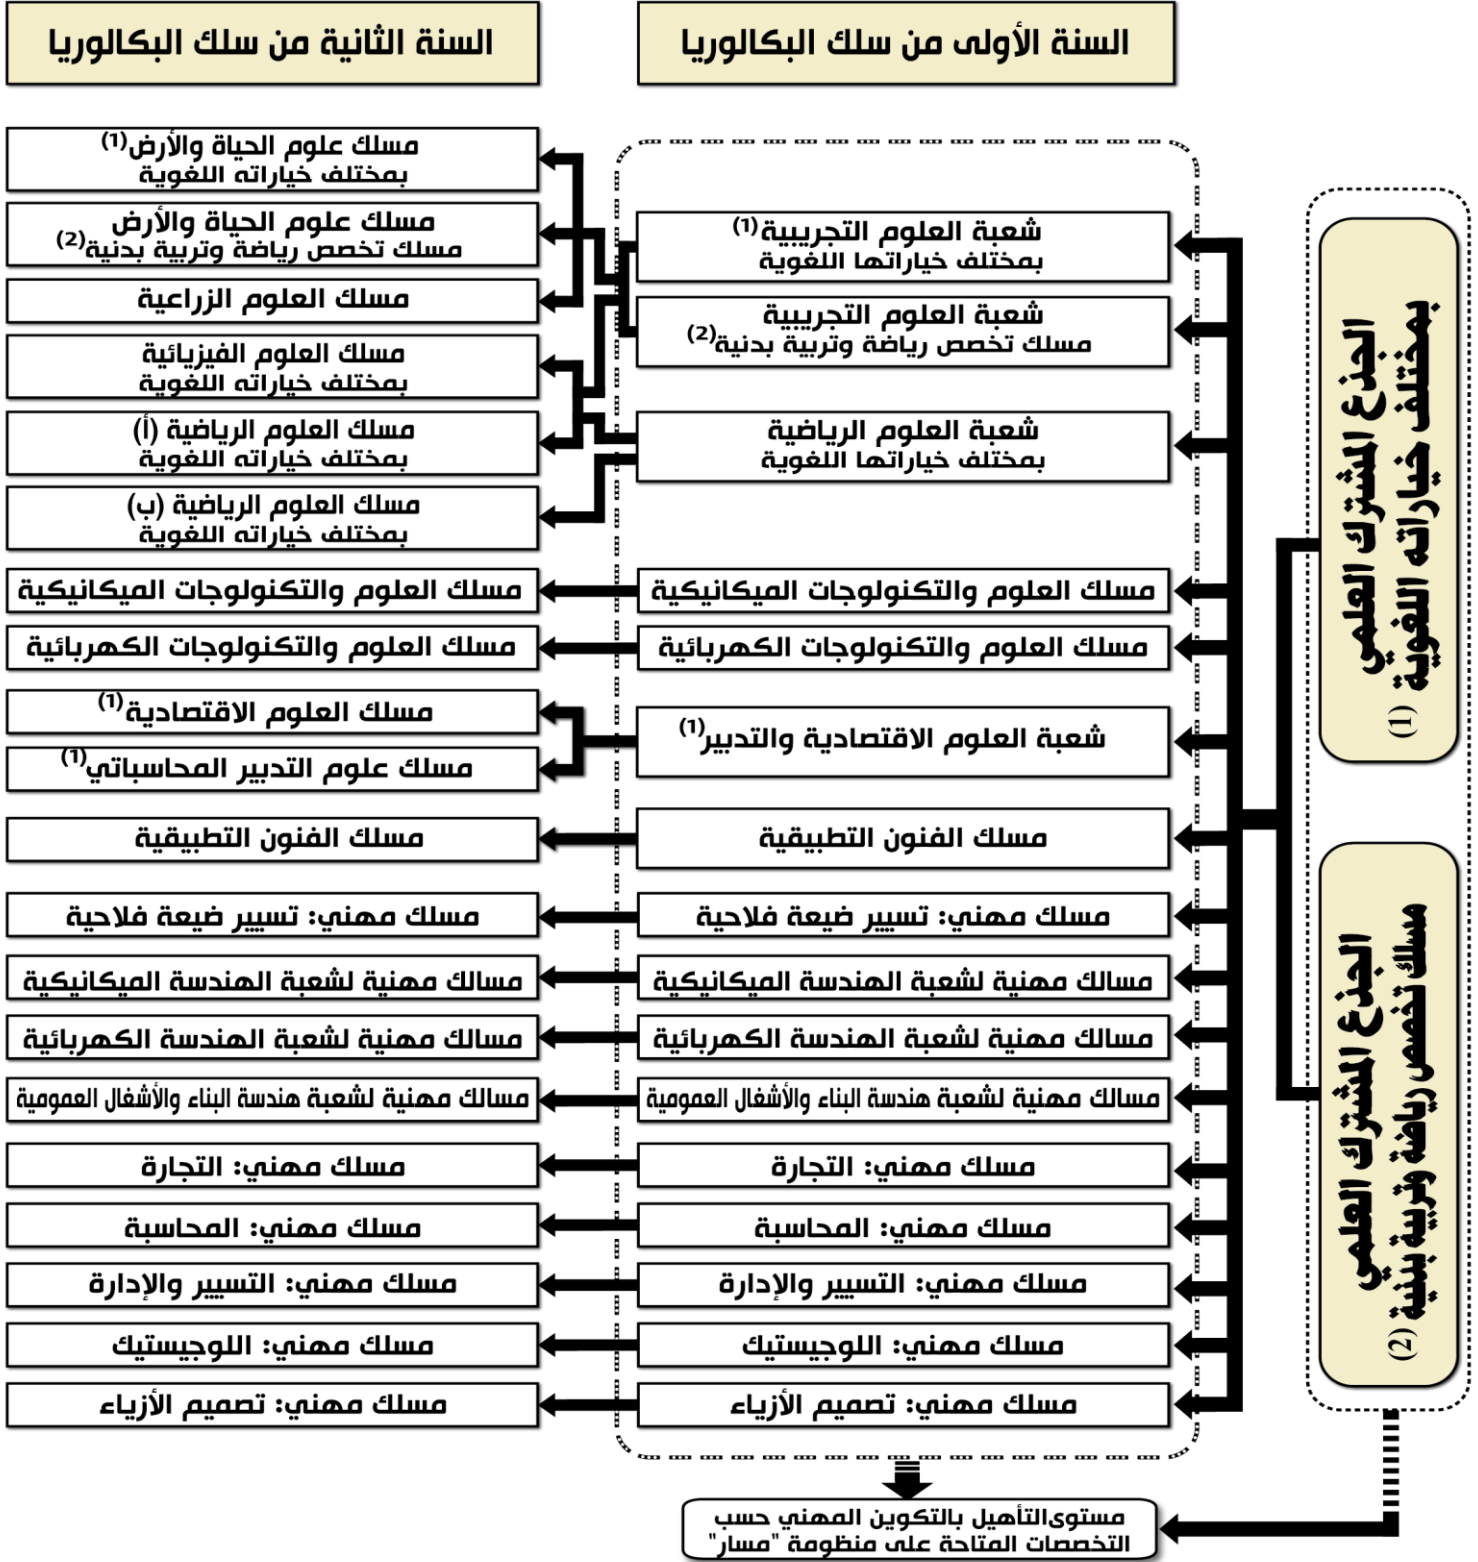 السنة الأولى من سلك البكالوريا
السنة الثانية من سلك البكالوريا
الجذع المشترك العلمي
بمختلف خياراته اللغوية (1)
الجذع المشترك العلمي
مسلك تخصص رياضة وتربية بدنية (2)
شعبة العلوم التجريبية(1)
بمختلف خياراتها اللغوية
شعبة العلوم التجريبية
مسلك تخصص رياضة وتربية بدنية(2)
شعبة العلوم الرياضية
بمختلف خياراتها اللغوية
مسلك العلوم والتكنولوجات الميكانيكية
مسلك العلوم والتكنولوجات الكهربائية
شعبة العلوم الاقتصادية والتدبير(1)
مسلك الفنون التطبيقية
مسلك مهني: تسيير ضيعة فلاحية
مسالك مهنية لشعبة الهندسة الميكانيكية
مسالك مهنية لشعبة الهندسة الكهربائية
مسالك مهنية لشعبة هندسة البناء والأشغال العمومية
مسلك مهني: التجارة
مسلك مهني: المحاسبة
مسلك مهني: التسيير والإدارة
مسلك مهني: اللوجيستيك
مسلك مهني: تصميم الأزياء
مسلك علوم الحياة والأرض(1)
بمختلف خياراته اللغوية
مسلك علوم الحياة والأرض
مسلك تخصص رياضة وتربية بدنية(2)
مسلك العلوم الزراعية
مسلك العلوم الفيزيائية
بمختلف خياراته اللغوية
مسلك العلوم الرياضية (أ)
بمختلف خياراته اللغوية
مسلك العلوم الرياضية (ب)
بمختلف خياراته اللغوية
مسلك العلوم والتكنولوجات الميكانيكية
مسلك العلوم والتكنولوجات الكهربائية
مسلك العلوم الاقتصادية(1)
مسلك علوم التدبير المحاسباتي(1)
مسلك الفنون التطبيقية
مسلك مهني: تسيير ضيعة فلاحية
مسالك مهنية لشعبة الهندسة الميكانيكية
مسالك مهنية لشعبة الهندسة الكهربائية
مسالك مهنية لشعبة هندسة البناء والأشغال العمومية
مسلك مهني: التجارة
مسلك مهني: المحاسبة
مسلك مهني: التسيير والإدارة
مسلك مهني: اللوجيستيك
مسلك مهني: تصميم الأزياء
مستوى التأهيل بالتكوين المهني حسب
التخصصات المتاحة على منظومة "مسار"